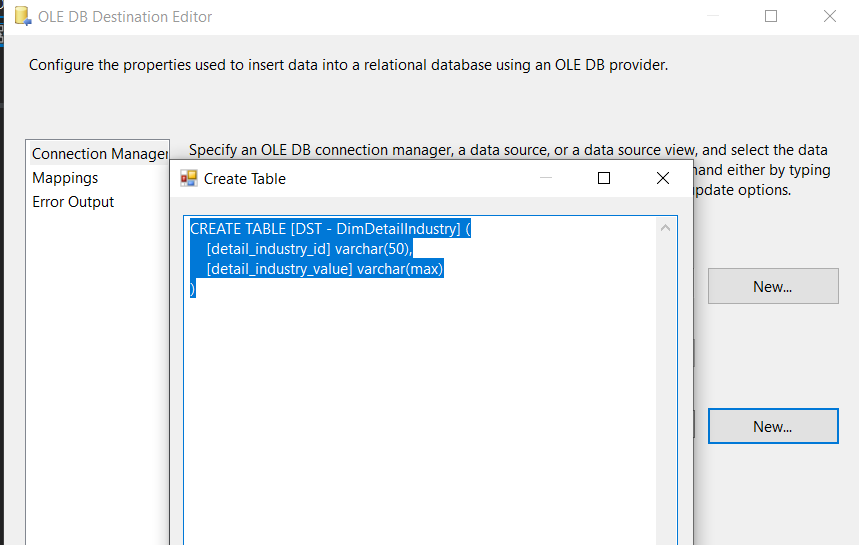 OLE DB Destination Editor
Configure the properties used to insert data into a relational database using an OLE DB provider.
Connection Manager
Mappings
Error Output
Specify an OLE DB connection manager, a data source, or a data source view, and select the data
either by typing
options.
Create Table
CREATE TABLE [DST - DimDetailIndustry] (
[detail_industry_id] varchar(50),
[detail_industry_value] varchar(max)
)
New...
New...